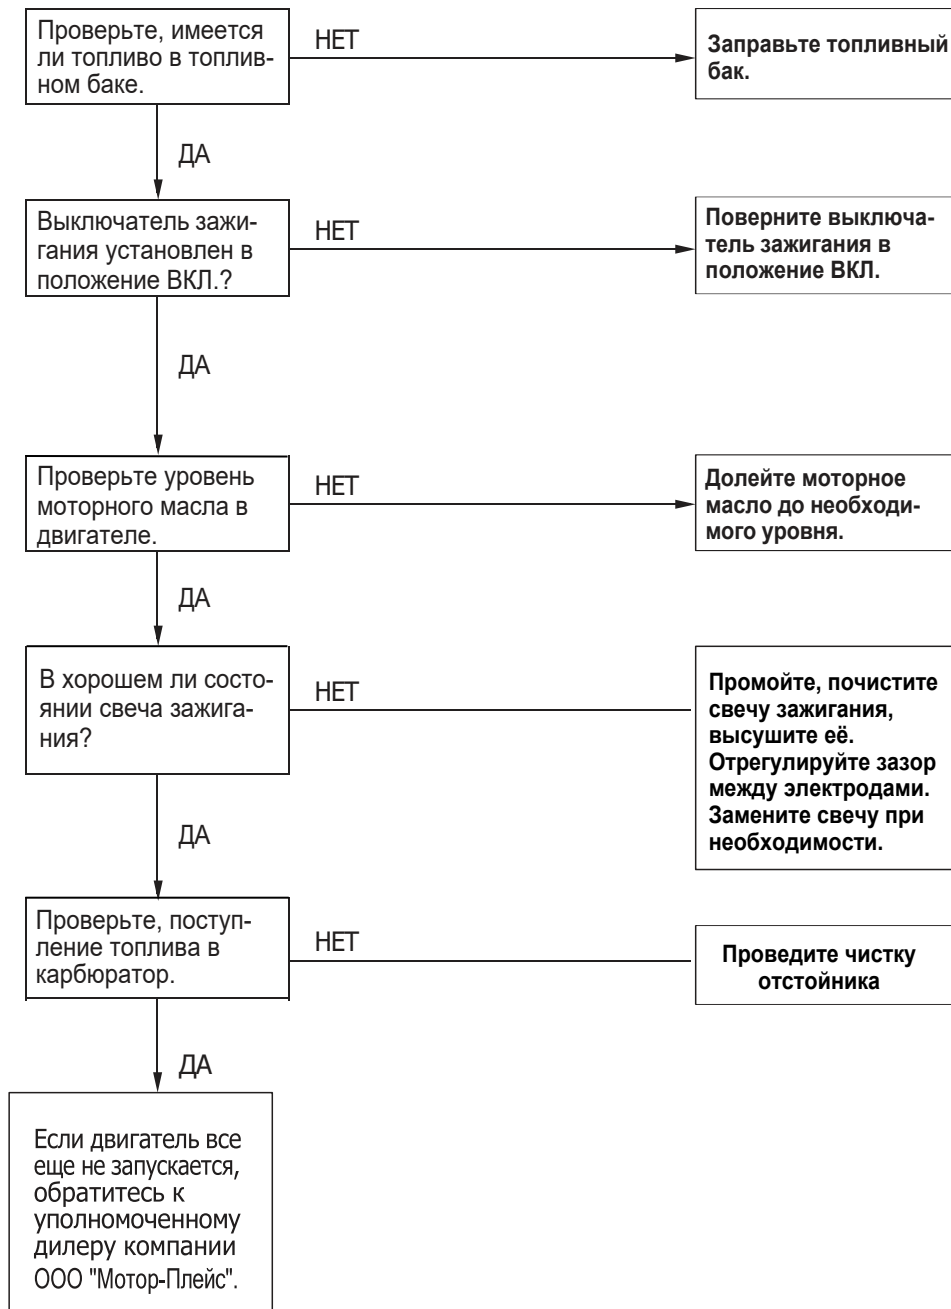 Проверьте, имеется
ли топливо в топлив-
ном баке.
НЕТ
Заправьте топливный
бак.
ДА
Выключатель зажи-
гания установлен в
положение ВКЛ.?
НЕТ
Поверните выключа-
тель зажигания в
положение ВКЛ.
ДА
Проверьте уровень
моторного масла в
двигателе.
НЕТ
Долейте моторное
масло до необходи-
мого уровня.
ДА
В хорошем ли состо-
янии свеча зажига-
ния?
НЕТ
Промойте, почистите
свечу зажигания,
высушите её.
Отрегулируйте зазор
между электродами.
Замените свечу при
необходимости.
ДА
Проверьте, поступ-
ление топлива в
карбюратор.
НЕТ
Проведите чистку
отстойника
ДА
Если двигатель все
еще не запускается,
обратитесь к
уполномоченному
дилеру компании
ООО "Мотор-Плейс".